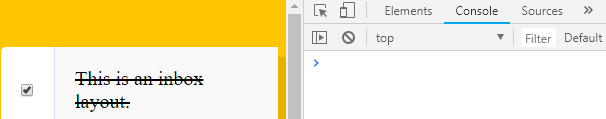 Elements Console Sources »
top Filter Default
This is an inbox
layout.